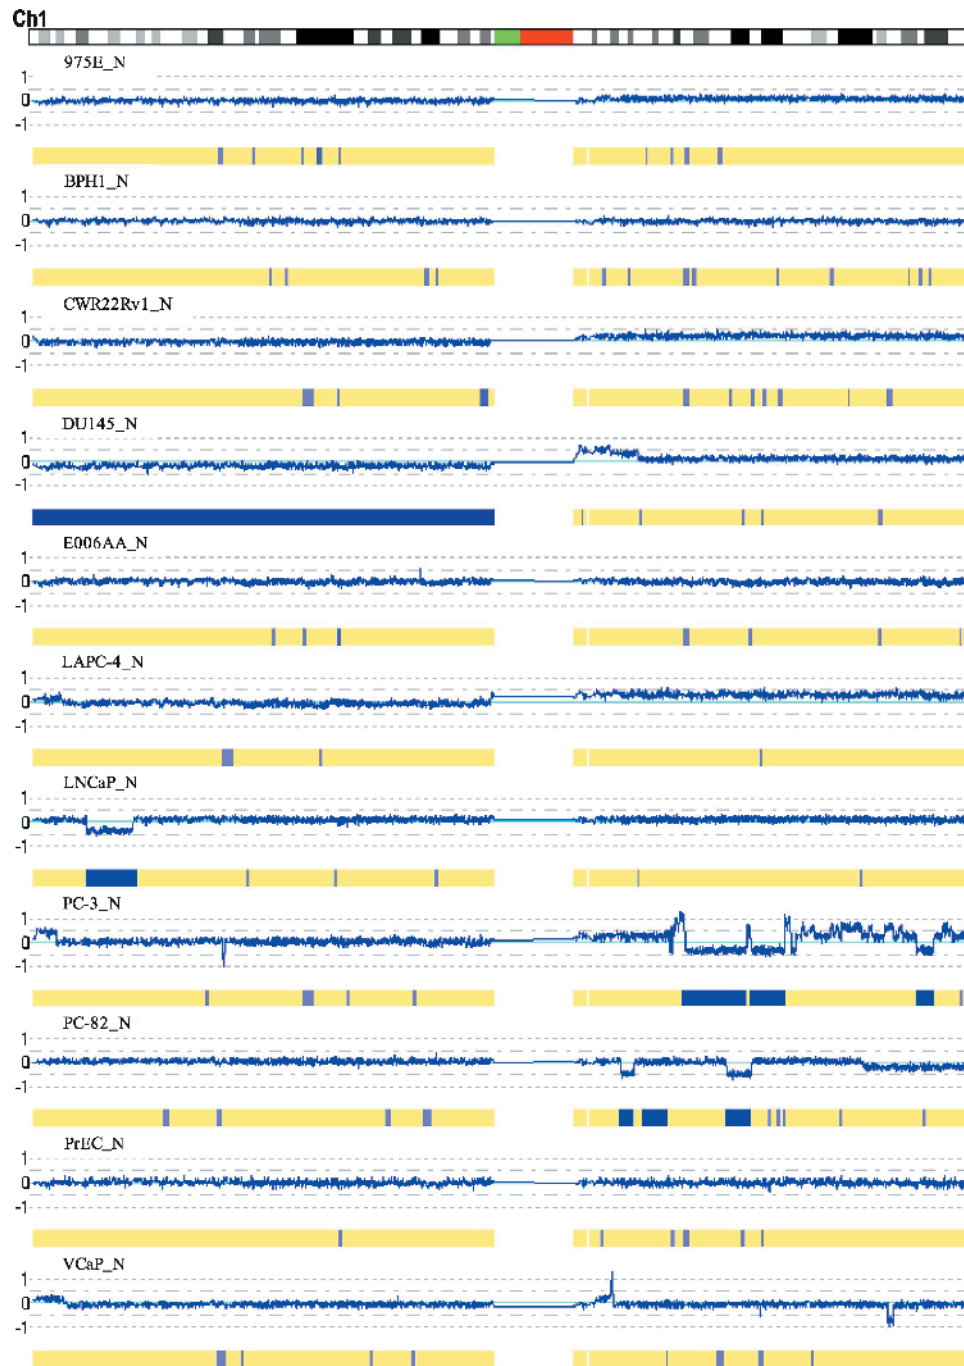 Ch1
975E_N
1
0
-1
BPH1_N
1
0
-1
CWR22Rv1_N
1
0
-1
DU145_N
1
0
-1
E006AA_N
1
0
-1
LAPC-4_N
1
0
-1
LNCaP_N
1
0
-1
PC-3_N
1
0
-1
PC-82_N
1
0
-1
PrEC_N
1
0
-1
VCaP_N
1
0
-1